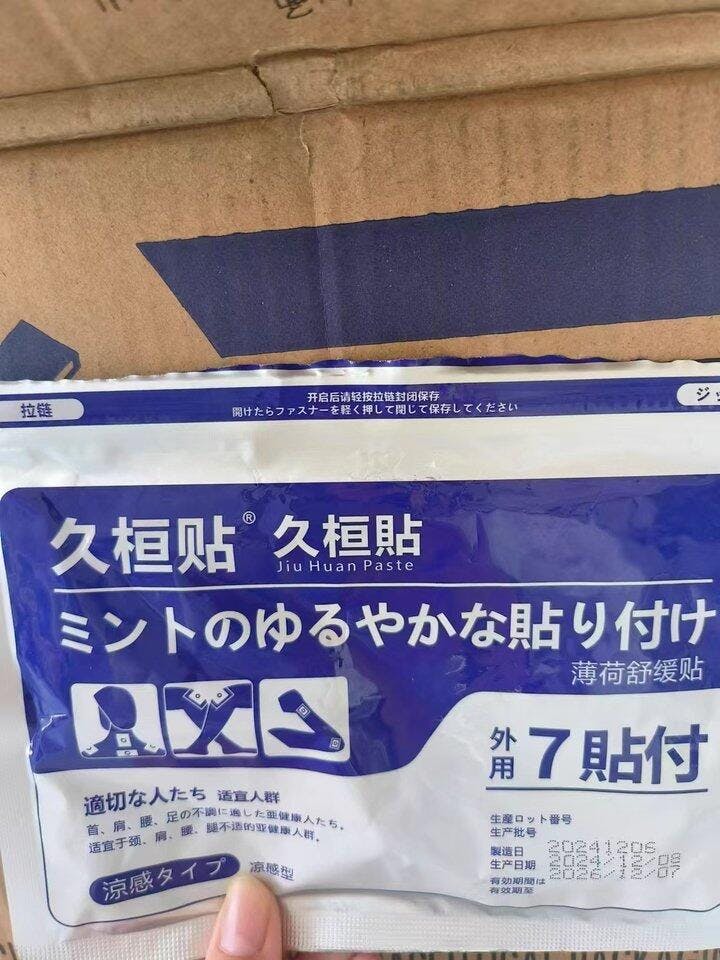 拉链
开启后请轻按拉链封闭保存
開けたらファスナーを軽く押して閉じて保存してください
久桓贴® 久桓貼
Jiu Huan Paste
ミントのゆるやかな貼り付け
薄荷舒缓贴
外用 7 貼付
適切な人たち 适宜人群
首、肩、腰、足の不調に適した亜健康人たち。
适宜于颈、肩、腰、腿不适的亚健康人群。
涼感タイプ 凉感型
生産ロット番号
生产批号
20241206
製造日
生产日期
2024/12/08
有効期間は
有效期至
2026/12/07